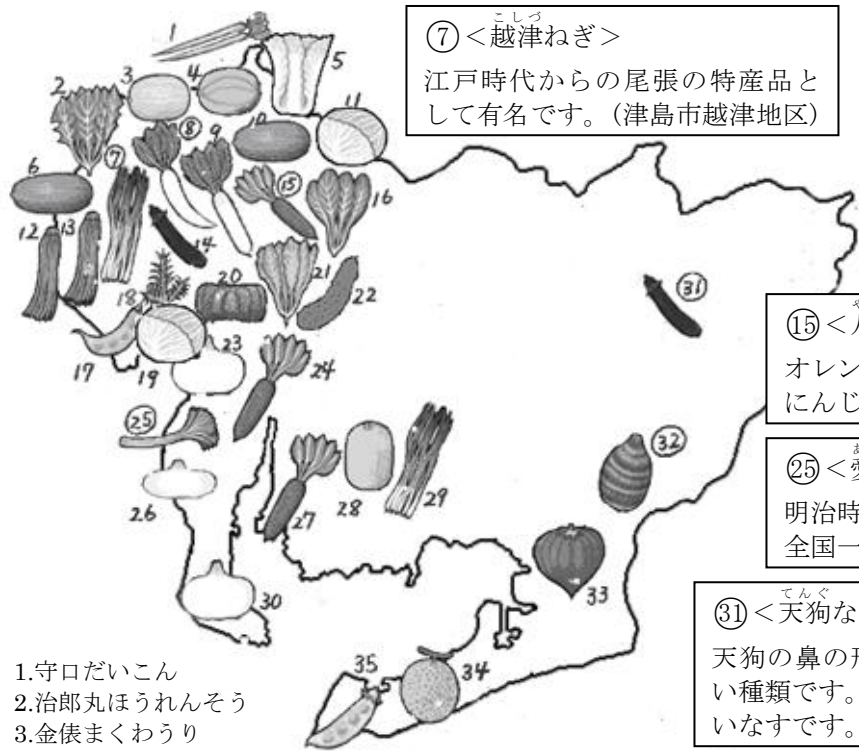 1
2
3
4
5
6
⑦
⑧
9
10
11
12
13
14
⑮
16
17
18
19
20
21
22
23
24
㉕
26
27
28
29
30
㉛
㉜
33
34
35
こしづ
⑦<越津ねぎ>
江戸時代からの尾張の特産品と
して有名です。(津島市越津地区)
⑮<
オレン
にんじ
㉕<
明治時
全国一
てんぐ
㉛<天狗な
天狗の鼻の形
い種類です。
いなすです。
1.守口だいこん
2.治郎丸ほうれんそう
3.金俵まくわうり